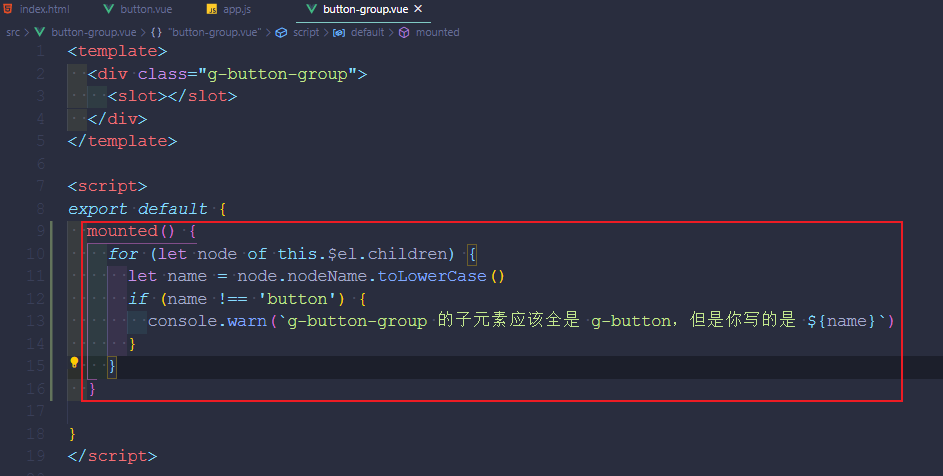 index.html button.vue JS app.js button-group.vue ×
src > button-group.vue > {} "button-group.vue" > script > default > mounted
1 <template>
2 <div class="g-button-group">
3 <slot></slot>
4 </div>
5 </template>
6
7 <script>
8 export default {
9 mounted() {
10 for (let node of this.$el.children) {
11 let name = node.nodeName.toLowerCase()
12 if (name !== 'button') {
13 console.warn(`g-button-group 的子元素应该全是 g-button，但是你写的是 ${name}`)
14 }
15 }
16 }
17
18 }
19 </script>
20